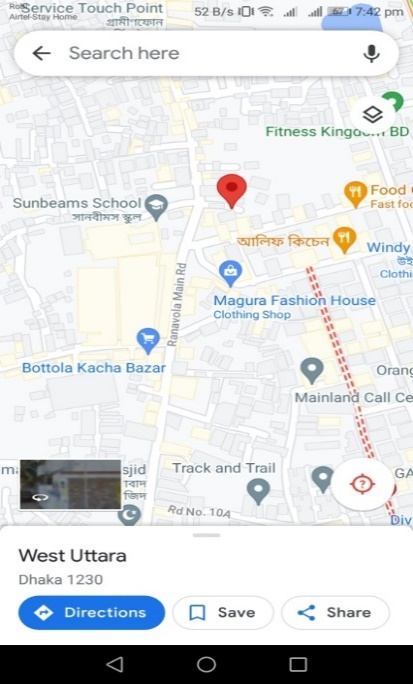 Service Touch Point
52 B/s
67
7:42 pm
Airtel-Stay Home
গ্রামীণফোন
Search here
Fitness Kingdom BD
Food
Fast foo
Sunbeams School
সানবীমস স্কুল
আলিফ কিচেন
Windy
উই
Clothi
Ranavola Main Rd
Magura Fashion House
Clothing Shop
Bottola Kacha Bazar
Orang
Mainland Call Ce
Track and Trail
GA
sjid
বাদ
জিদ
Rd No. 10A
Div
West Uttara
Dhaka 1230
Directions
Save
Share